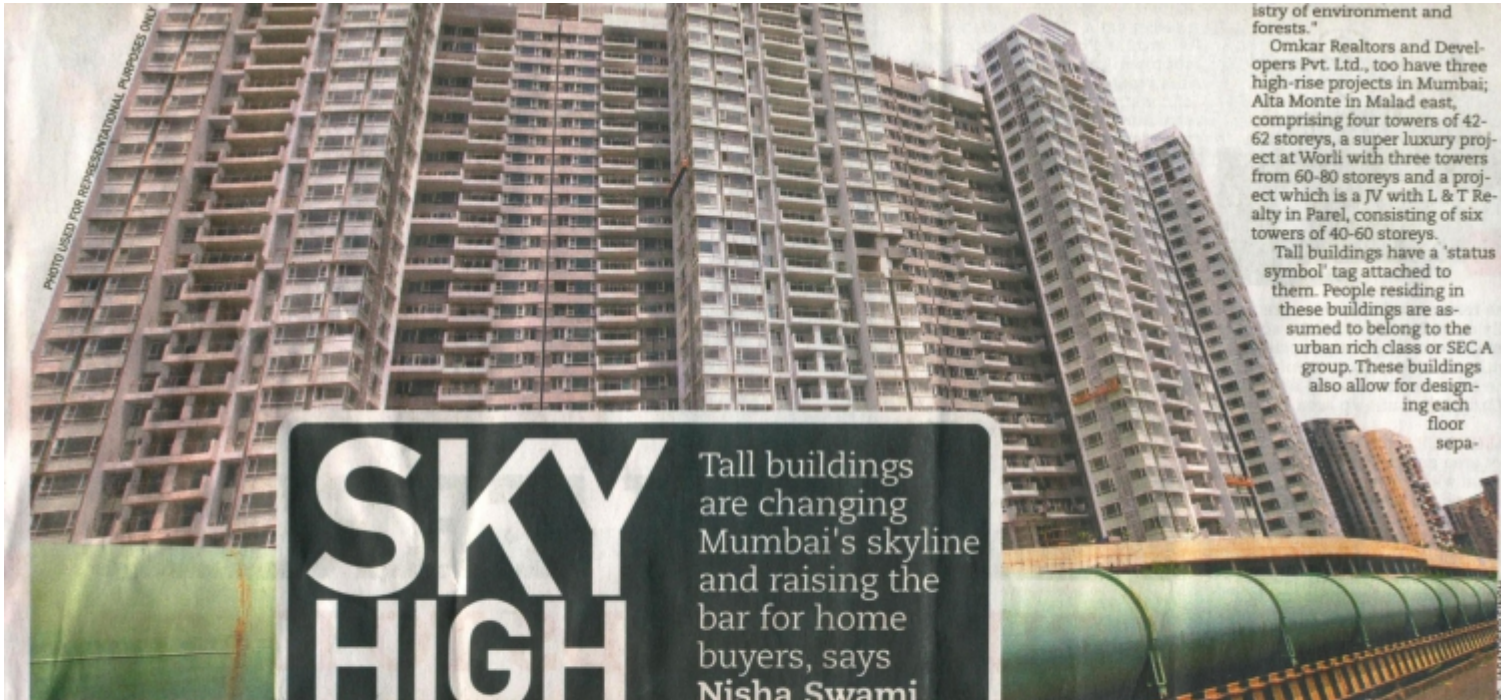 PHOTO USED FOR REPRESENTATIONAL PURPOSES ONLY
SKY
HIGH
Tall buildings
are changing
Mumbai's skyline
and raising the
bar for home
buyers, says
Nisha Swami
istry of environment and
forests."
Omkar Realtors and Devel-
opers Pvt. Ltd., too have three
high-rise projects in Mumbai;
Alta Monte in Malad east,
comprising four towers of 42-
62 storeys, a super luxury proj-
ect at Worli with three towers
from 60-80 storeys and a proj-
ect which is a JV with L & T Re-
alty in Parel, consisting of six
towers of 40-60 storeys.
Tall buildings have a 'status
symbol' tag attached to
them. People residing in
these buildings are as-
sumed to belong to the
urban rich class or SEC A
group. These buildings
also allow for design-
ing each
floor
sepa-